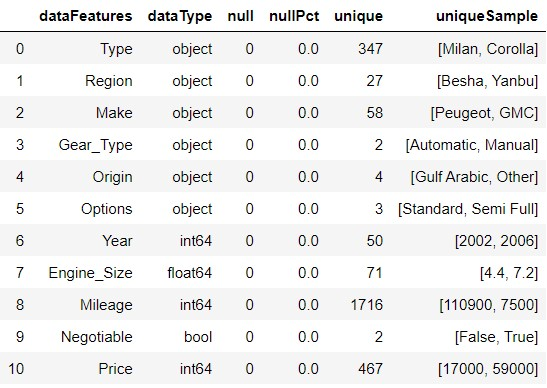 dataFeatures dataType null nullPct unique uniqueSample
0 Type object 0 0.0 347 [Milan, Corolla]
1 Region object 0 0.0 27 [Besha, Yanbu]
2 Make object 0 0.0 58 [Peugeot, GMC]
3 Gear_Type object 0 0.0 2 [Automatic, Manual]
4 Origin object 0 0.0 4 [Gulf Arabic, Other]
5 Options object 0 0.0 3 [Standard, Semi Full]
6 Year int64 0 0.0 50 [2002, 2006]
7 Engine_Size float64 0 0.0 71 [4.4, 7.2]
8 Mileage int64 0 0.0 1716 [110900, 7500]
9 Negotiable bool 0 0.0 2 [False, True]
10 Price int64 0 0.0 467 [17000, 59000]